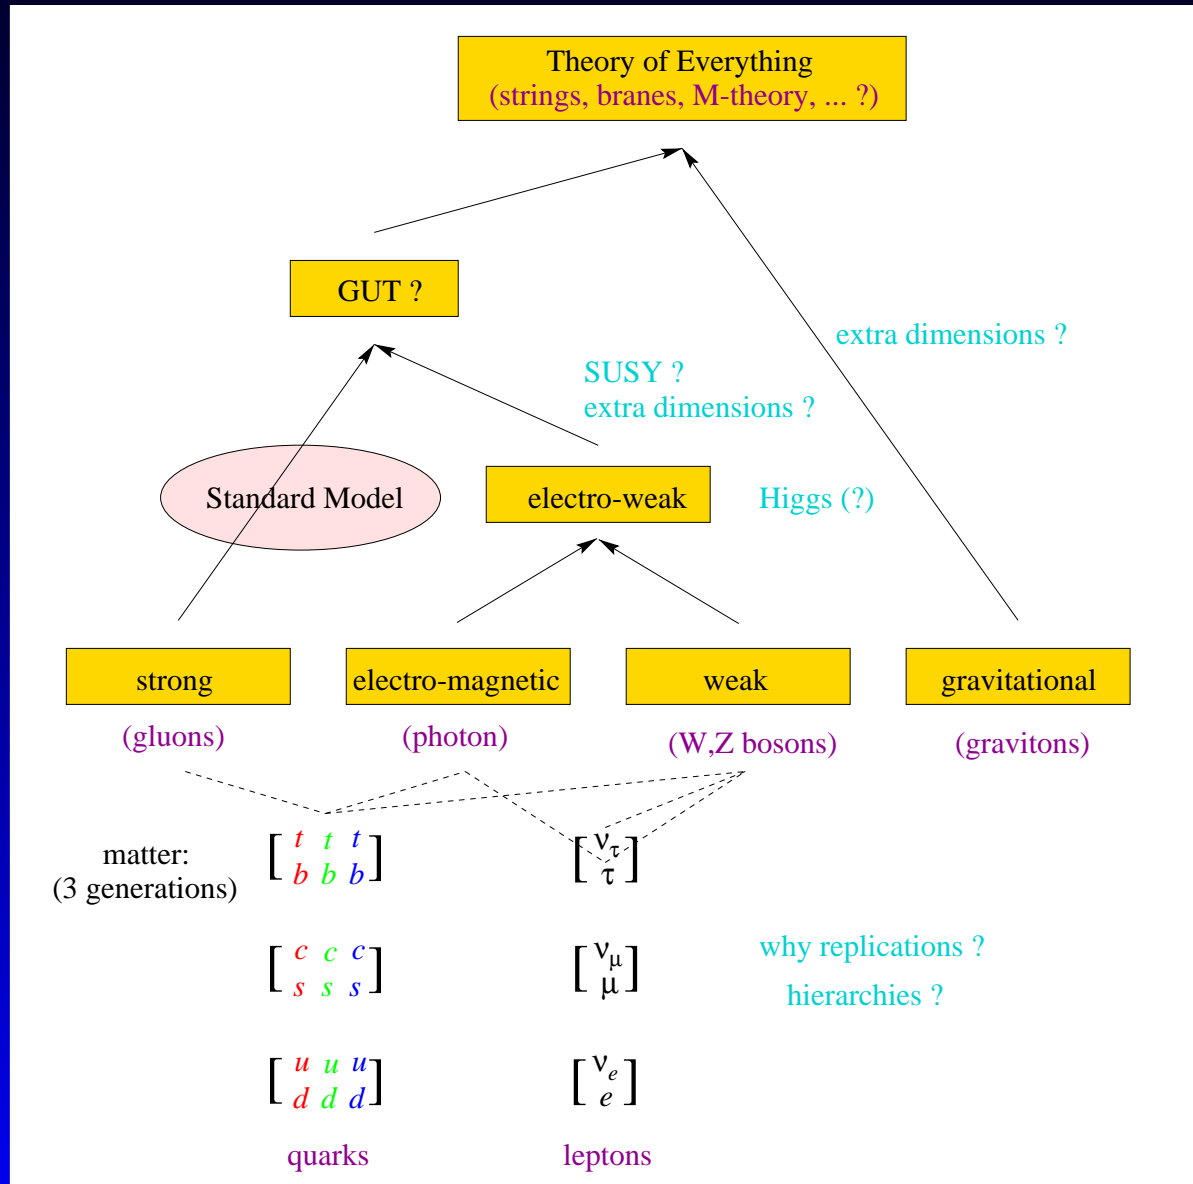 Theory of Everything
(strings, branes, M-theory, ... ?)
GUT ?
extra dimensions ?
SUSY ?
extra dimensions ?
Standard Model
electro-weak
Higgs (?)
strong
electro-magnetic
weak
gravitational
(gluons)
(photon)
(W,Z bosons)
(gravitons)
matter:
(3 generations)
[ t t t
b b b ]
[ ντ
τ ]
[ c c c
s s s ]
[ νμ
μ ]
why replications ?
hierarchies ?
[ u u u
d d d ]
[ νe
e ]
quarks
leptons